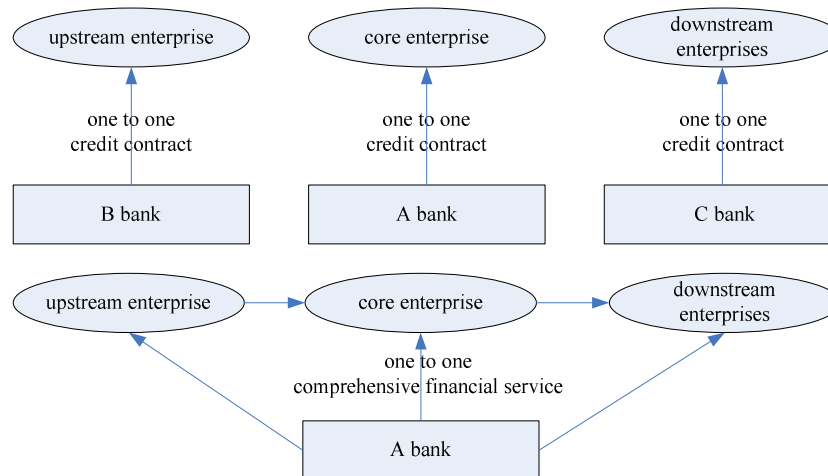 upstream enterprise
core enterprise
downstream
enterprises
one to one
credit contract
one to one
credit contract
one to one
credit contract
B bank
A bank
C bank
upstream enterprise
core enterprise
downstream
enterprises
one to one
comprehensive financial service
A bank